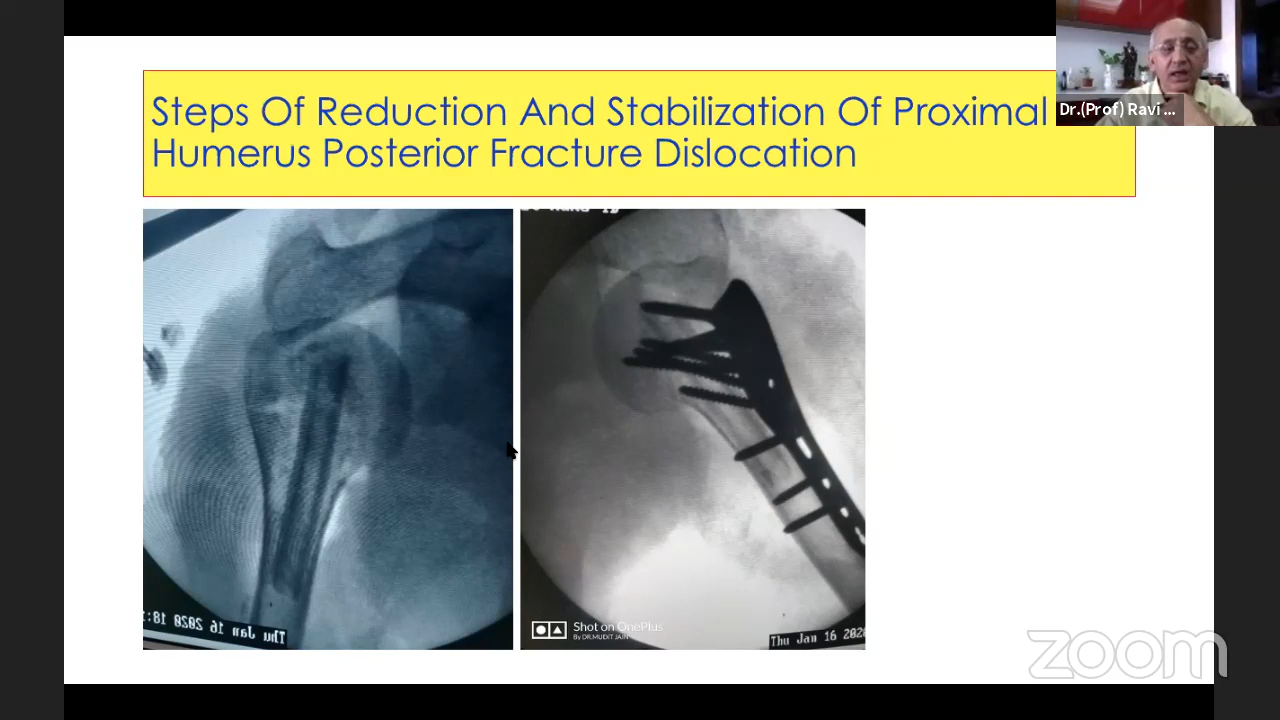 Steps Of Reduction And Stabilization Of Proximal
Humerus Posterior Fracture Dislocation
Dr.(Prof) Ravi ...
Thu Jan 16 2020
Shot on OnePlus
By DR.MUDIT JAIN
Thu Jan 16 202
zoom